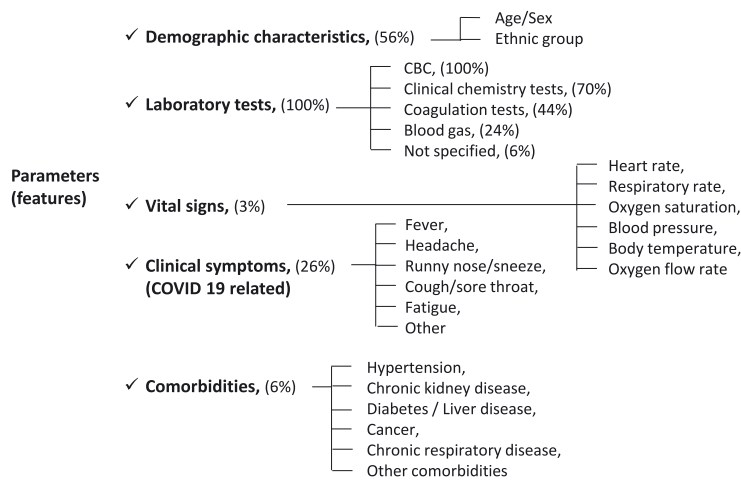 Parameters
(features)
✓ Demographic characteristics, (56%)
Age/Sex
Ethnic group
✓ Laboratory tests, (100%)
CBC, (100%)
Clinical chemistry tests, (70%)
Coagulation tests, (44%)
Blood gas, (24%)
Not specified, (6%)
✓ Vital signs, (3%)
Heart rate,
Respiratory rate,
Oxygen saturation,
Blood pressure,
Body temperature,
Oxygen flow rate
✓ Clinical symptoms, (26%)
(COVID 19 related)
Fever,
Headache,
Runny nose/sneeze,
Cough/sore throat,
Fatigue,
Other
✓ Comorbidities, (6%)
Hypertension,
Chronic kidney disease,
Diabetes / Liver disease,
Cancer,
Chronic respiratory disease,
Other comorbidities